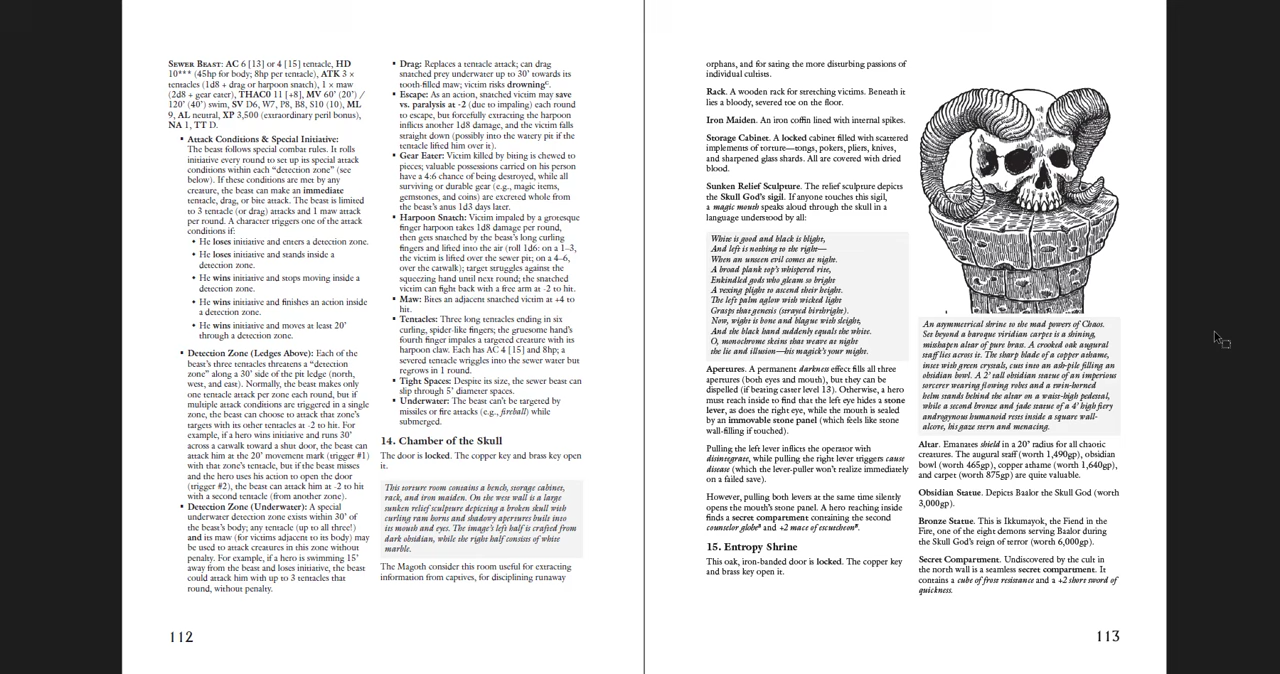 SEWER BEAST: AC 6 [13] or 4 [15] tentacle, HD
10*** (45hp for body; 8hp per tentacle), ATK 3 ×
tentacles (1d8 + drag or harpoon snatch), 1 × maw
(2d8 + gear eater), THAC0 11 [+8], MV 60' (20') /
120' (40') swim, SV D6, W7, P8, B8, S10 (10), ML
9, AL neutral, XP 3,500 (extraordinary peril bonus),
NA 1, TT D.
▪ Attack Conditions & Special Initiative:
The beast follows special combat rules. It rolls
initiative every round to set up its special attack
conditions within each "detection zone" (see
below). If these conditions are met by any
creature, the beast can make an immediate
tentacle, drag, or bite attack. The beast is limited
to 3 tentacle (or drag) attacks and 1 maw attack
per round. A character triggers one of the attack
conditions if:
• He loses initiative and enters a detection zone.
• He loses initiative and stands inside a
detection zone.
• He wins initiative and stops moving inside a
detection zone.
• He wins initiative and finishes an action inside
a detection zone.
• He wins initiative and moves at least 20'
through a detection zone.
▪ Detection Zone (Ledges Above): Each of the
beast's three tentacles threatens a "detection
zone" along a 30' side of the pit ledge (north,
west, and east). Normally, the beast makes only
one tentacle attack per zone each round, but if
multiple attack conditions are triggered in a single
zone, the beast can choose to attack that zone's
targets with its other tentacles at -2 to hit. For
example, if a hero wins initiative and runs 30'
across a catwalk toward a shut door, the beast can
attack him at the 20' movement mark (trigger #1)
with that zone's tentacle, but if the beast misses
and the hero uses his action to open the door
(trigger #2), the beast can attack him at -2 to hit
with a second tentacle (from another zone).
▪ Detection Zone (Underwater): A special
underwater detection zone exists within 30' of
the beast's body; any tentacle (up to all three!)
and its maw (for victims adjacent to its body) may
be used to attack creatures in this zone without
penalty. For example, if a hero is swimming 15'
away from the beast and loses initiative, the beast
could attack him with up to 3 tentacles that
round, without penalty.
▪ Drag: Replaces a tentacle attack; can drag
snatched prey underwater up to 30' towards its
tooth-filled maw; victim risks drowningᶜ.
▪ Escape: As an action, snatched victim may save
vs. paralysis at -2 (due to impaling) each round
to escape, but forcefully extracting the harpoon
inflicts another 1d8 damage, and the victim falls
straight down (possibly into the watery pit if the
tentacle lifted him over it).
▪ Gear Eater: Victim killed by biting is chewed to
pieces; valuable possessions carried on his person
have a 4:6 chance of being destroyed, while all
surviving or durable gear (e.g., magic items,
gemstones, and coins) are excreted whole from
the beast's anus 1d3 days later.
▪ Harpoon Snatch: Victim impaled by a grotesque
finger harpoon takes 1d8 damage per round,
then gets snatched by the beast's long curling
fingers and lifted into the air (roll 1d6: on a 1–3,
the victim is lifted over the sewer pit; on a 4–6,
over the catwalk); target struggles against the
squeezing hand until next round; the snatched
victim can fight back with a free arm at -2 to hit.
▪ Maw: Bites an adjacent snatched victim at +4 to
hit.
▪ Tentacles: Three long tentacles ending in six
curling, spider-like fingers; the gruesome hand's
fourth finger impales a targeted creature with its
harpoon claw. Each has AC 4 [15] and 8hp; a
severed tentacle wriggles into the sewer water but
regrows in 1 round.
▪ Tight Spaces: Despite its size, the sewer beast can
slip through 5' diameter spaces.
▪ Underwater: The beast can't be targeted by
missiles or fire attacks (e.g., fireball) while
submerged.
14. Chamber of the Skull
The door is locked. The copper key and brass key open
it.
This torture room contains a bench, storage cabinets,
rack, and iron maiden. On the west wall is a large
sunken relief sculpture depicting a broken skull with
curling ram horns and shadowy apertures built into
its mouth and eyes. The image's left half is crafted from
dark obsidian, while the right half consists of white
marble.
The Magoth consider this room useful for extracting
information from captives, for disciplining runaway
112
orphans, and for sating the more disturbing passions of
individual cultists.
Rack. A wooden rack for stretching victims. Beneath it
lies a bloody, severed toe on the floor.
Iron Maiden. An iron coffin lined with internal spikes.
Storage Cabinet. A locked cabinet filled with scattered
implements of torture—tongs, pokers, pliers, knives,
and sharpened glass shards. All are covered with dried
blood.
Sunken Relief Sculpture. The relief sculpture depicts
the Skull God's sigil. If anyone touches this sigil,
a magic mouth speaks aloud through the skull in a
language understood by all:
White is good and black is blight,
And left is nothing to the right—
When an unseen evil comes at night.
A broad plank top's whispered rise,
Enkindled gods who gleam so bright
A vexing plight to ascend their height.
The left palm aglow with wicked light
Grasps that genesis (strayed birthright).
Now, wight is bone and blague with sleight,
And the black hand suddenly equals the white.
O, monochrome skeins that weave at night
the lie and illusion—his magick's your might.
Apertures. A permanent darkness effect fills all three
apertures (both eyes and mouth), but they can be
dispelled (if bearing caster level 13). Otherwise, a hero
must reach inside to find that the left eye hides a stone
lever, as does the right eye, while the mouth is sealed
by an immovable stone panel (which feels like stone
wall-filling if touched).
Pulling the left lever inflicts the operator with
disintegrate, while pulling the right lever triggers cause
disease (which the lever-puller won't realize immediately
on a failed save).
However, pulling both levers at the same time silently
opens the mouth's stone panel. A hero reaching inside
finds a secret compartment containing the second
counselor globeᴮ and +2 mace of escutcheonᴮ.
15. Entropy Shrine
This oak, iron-banded door is locked. The copper key
and brass key open it.
An asymmetrical shrine to the mad powers of Chaos.
Set beyond a baroque viridian carpet is a shining,
misshapen altar of pure brass. A crooked oak augural
staff lies across it. The sharp blade of a copper athame,
inset with green crystals, cuts into an ash-pile filling an
obsidian bowl. A 2' tall obsidian statue of an imperious
sorcerer wearing flowing robes and a twin-horned
helm stands behind the altar on a waist-high pedestal,
while a second bronze and jade statue of a 4' high fiery
androgynous humanoid rests inside a square wall-
alcove, his gaze stern and menacing.
Altar. Emanates shield in a 20' radius for all chaotic
creatures. The augural staff (worth 1,490gp), obsidian
bowl (worth 465gp), copper athame (worth 1,640gp),
and carpet (worth 875gp) are quite valuable.
Obsidian Statue. Depicts Baalor the Skull God (worth
3,000gp).
Bronze Statue. This is Ikkumayok, the Fiend in the
Fire, one of the eight demons serving Baalor during
the Skull God's reign of terror (worth 6,000gp).
Secret Compartment. Undiscovered by the cult in
the north wall is a seamless secret compartment. It
contains a cube of frost resistance and a +2 short sword of
quickness.
113